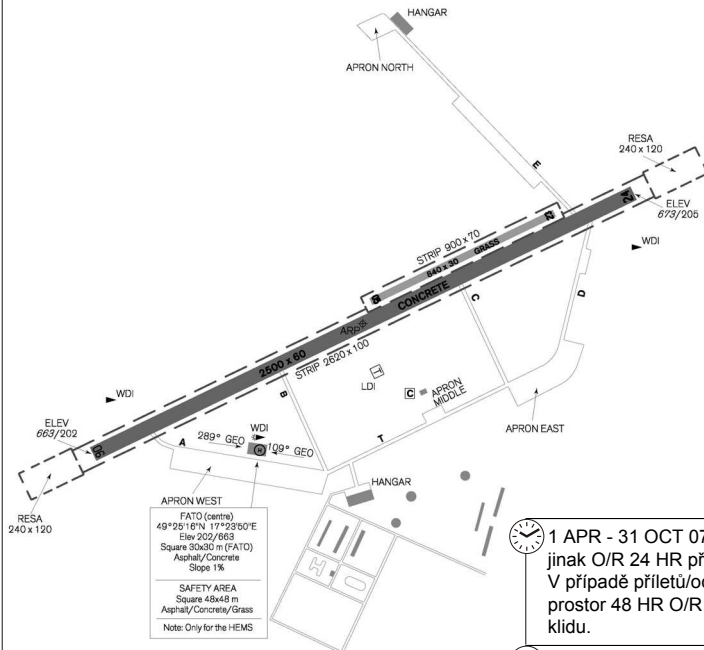 HANGAR
APRON NORTH
E
RESA
240 x 120
24
ELEV
673/205
WDI
STRIP 900 x 70
840 x 30 GRASS
CONCRETE
ARP
2500 x 60
STRIP 2620 x 100
C
D
B
LDI
C
APRON
MIDDLE
WDI
APRON EAST
T
ELEV
663/202
06
A
WDI
289° GEO
109° GEO
H
RESA
240 x 120
APRON WEST
HANGAR
FATO (centre)
49°25'16"N 17°23'50"E
Elev 202/663
Square 30x30 m (FATO)
Asphalt/Concrete
Slope 1%
SAFETY AREA
Square 48x48 m
Asphalt/Concrete/Grass
Note: Only for the HEMS
1 APR - 31 OCT 07
jinak O/R 24 HR př
V případě příletů/od
prostor 48 HR O/R
klidu.